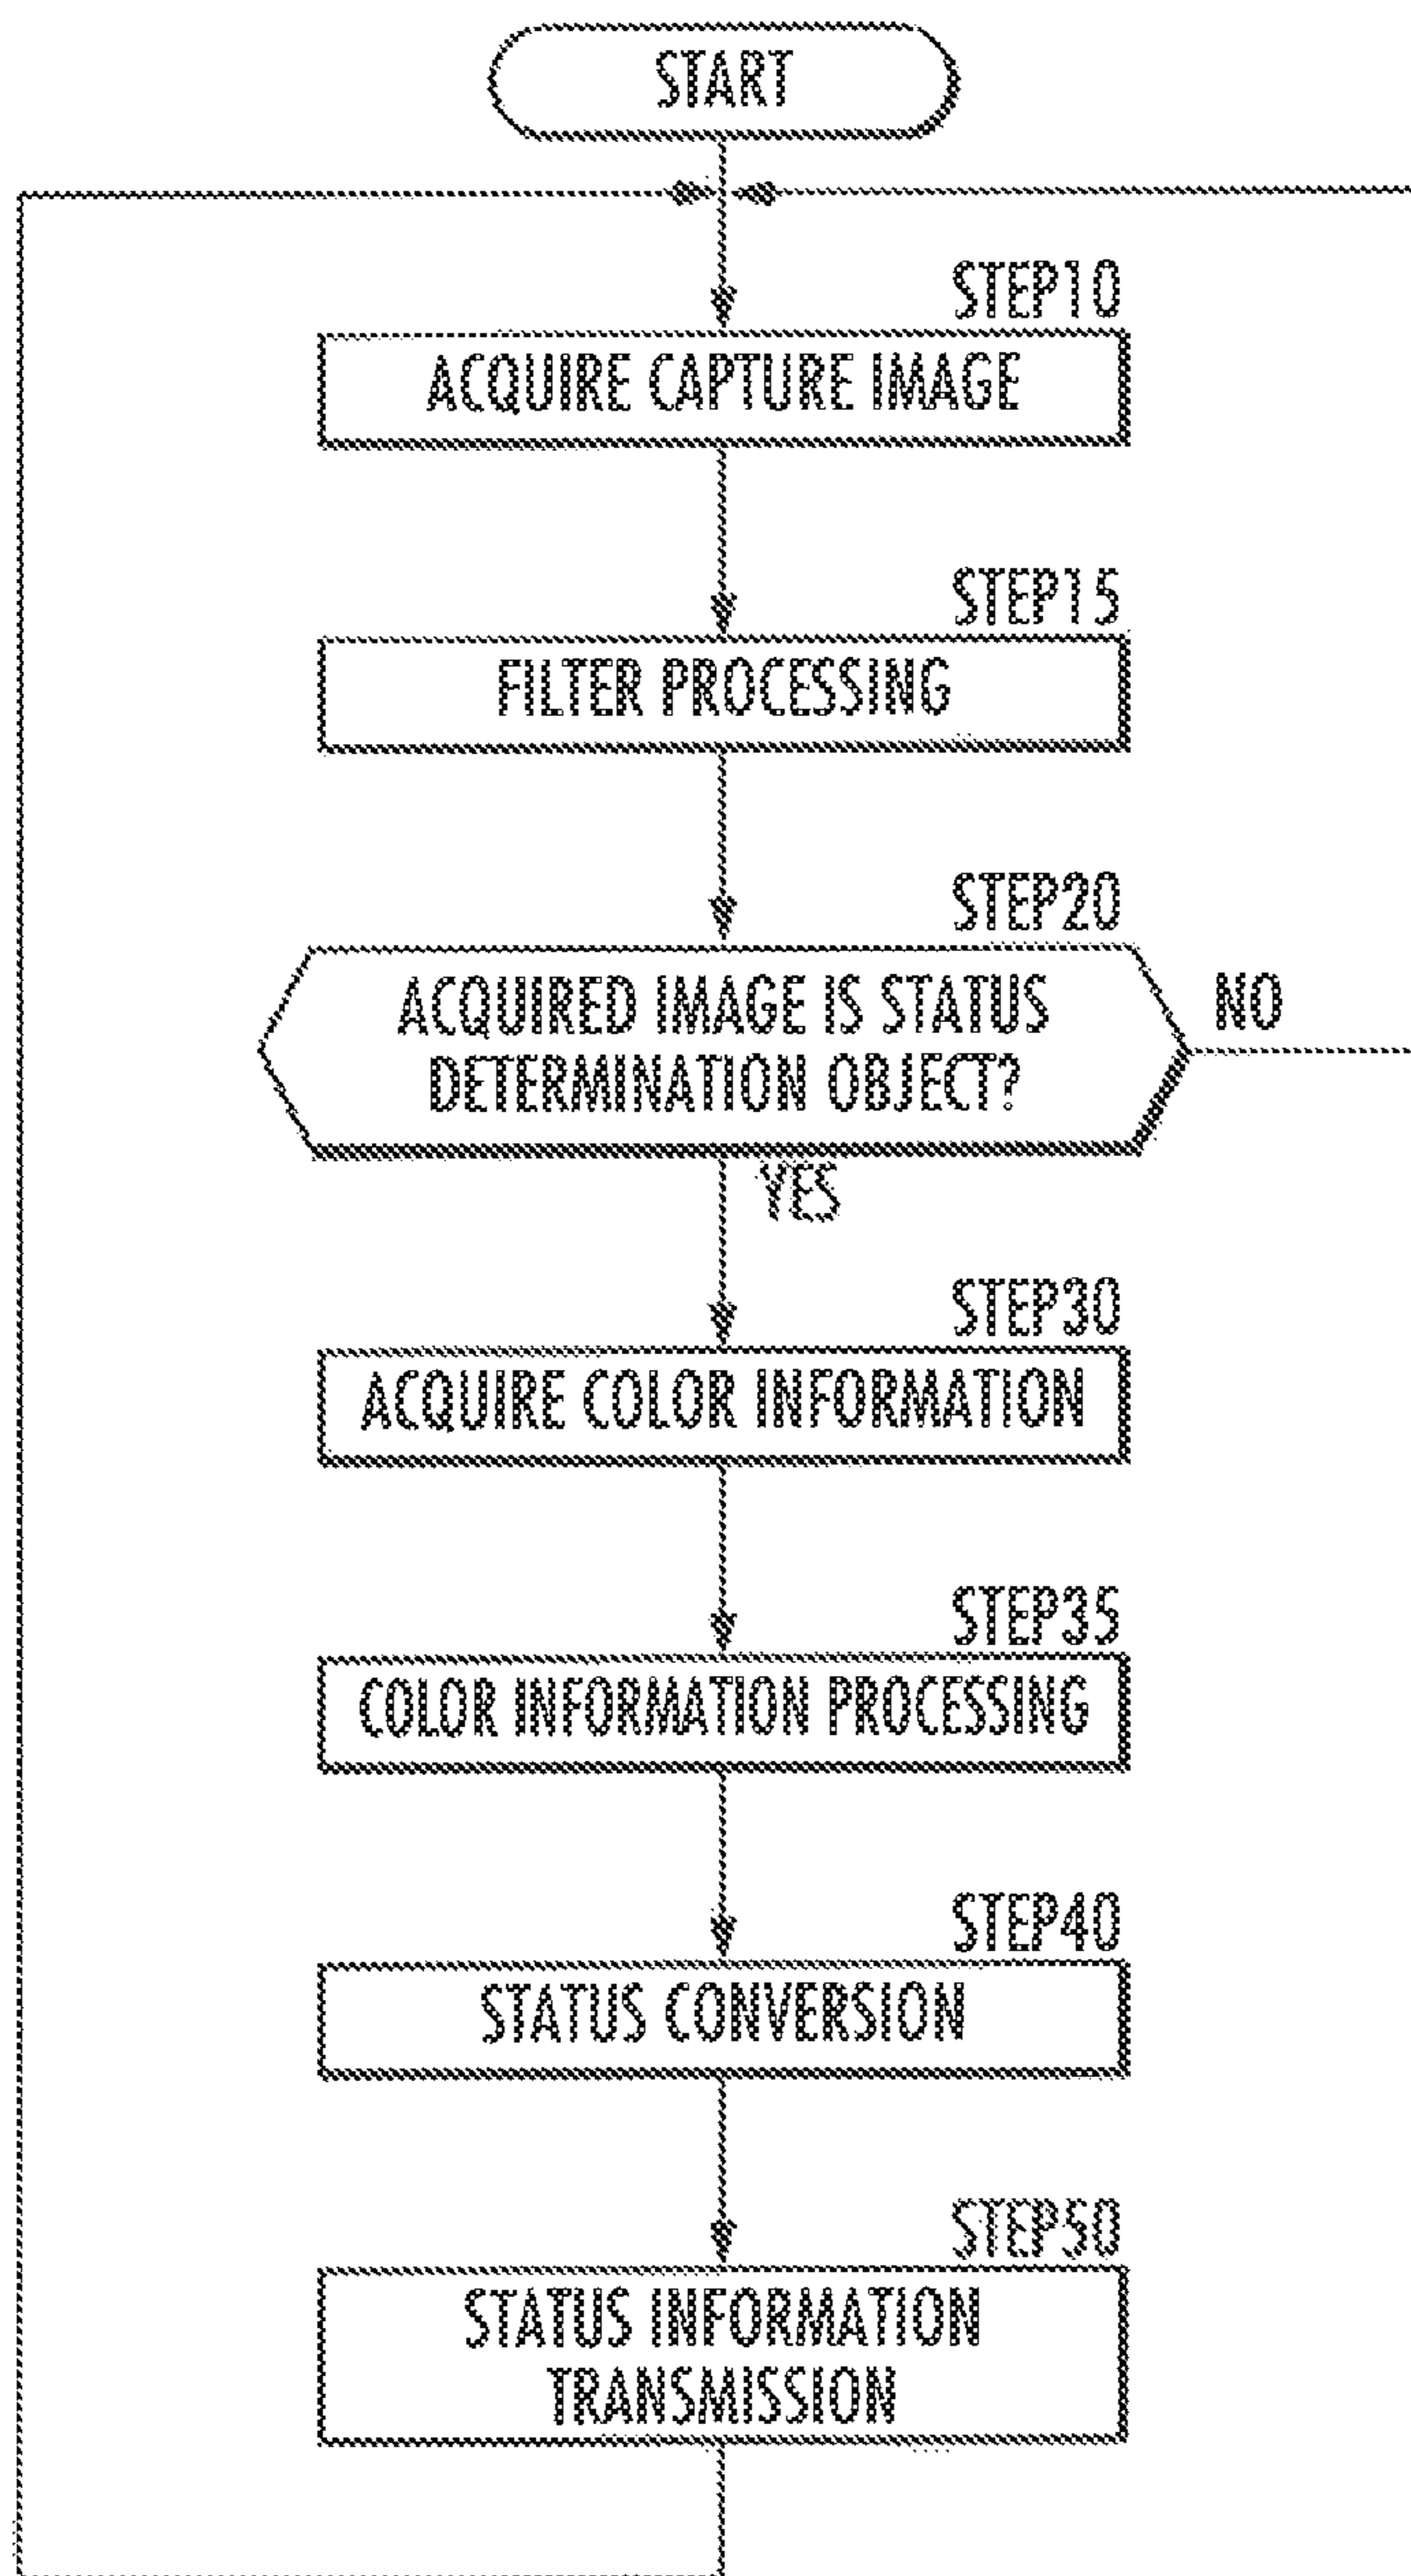 START
STEP10
ACQUIRE CAPTURE IMAGE
STEP15
FILTER PROCESSING
STEP20
ACQUIRED IMAGE IS STATUS
DETERMINATION OBJECT?
NO
YES
STEP30
ACQUIRE COLOR INFORMATION
STEP35
COLOR INFORMATION PROCESSING
STEP40
STATUS CONVERSION
STEP50
STATUS INFORMATION
TRANSMISSION